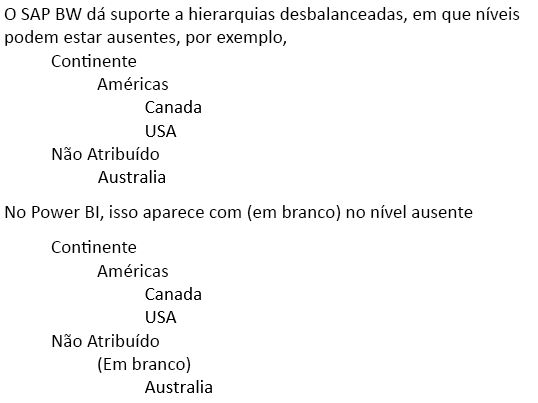 O SAP BW dá suporte a hierarquias desbalanceadas, em que níveis
podem estar ausentes, por exemplo,
Continente
Américas
Canada
USA
Não Atribuído
Australia
No Power BI, isso aparece com (em branco) no nível ausente
Continente
Américas
Canada
USA
Não Atribuído
(Em branco)
Australia